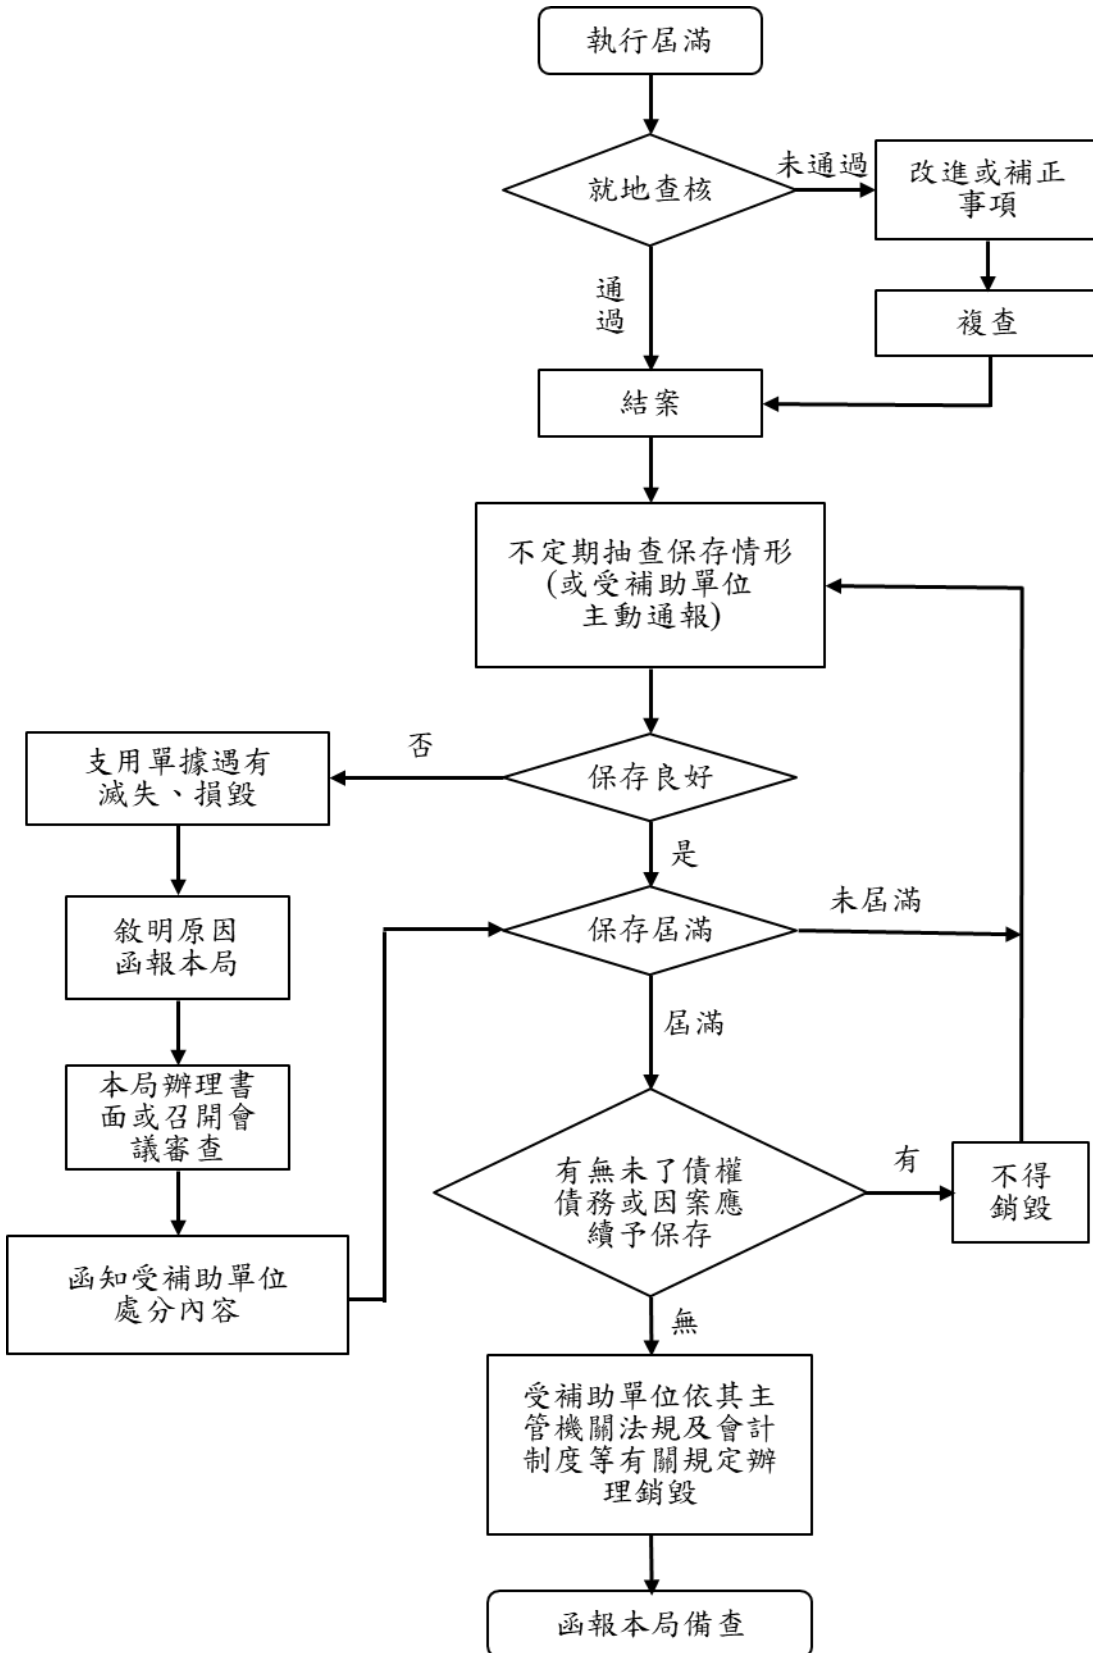 執行屆滿
就地查核
未通過
改進或補正
事項
通
過
複查
結案
不定期抽查保存情形
(或受補助單位
主動通報)
保存良好
否
支用單據遇有
滅失、損毀
是
敘明原因
函報本局
保存屆滿
未屆滿
屆滿
本局辦理書
面或召開會
議審查
函知受補助單位
處分內容
有無未了債權
債務或因案應
續予保存
有
不得
銷毀
無
受補助單位依其主
管機關法規及會計
制度等有關規定辦
理銷毀
函報本局備查